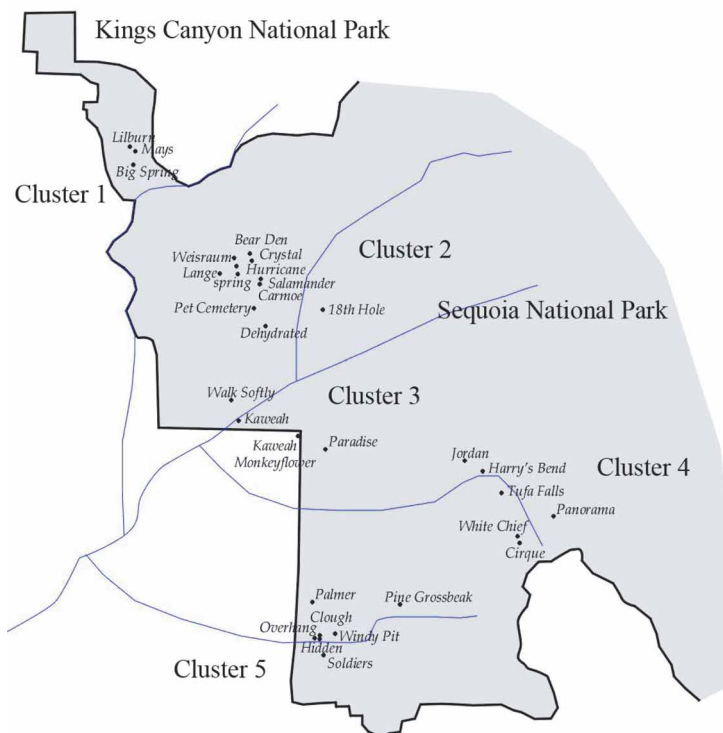 Kings Canyon National Park
Lilburn
Mays
Big Spring
Cluster 1
Bear Den
Cluster 2
Weisraum
Crystal
Lange
Hurricane
spring
Salamander
Carmoe
Pet Cemetery
18th Hole
Sequoia National Park
Dehydrated
Walk Softly
Cluster 3
Kaweah
Kaweah
Paradise
Monkeyflower
Jordan
Harry's Bend
Cluster 4
Tufa Falls
Panorama
White Chief
Cirque
Palmer
Pine Grossbeak
Clough
Overhang
Windy Pit
Hidden
Cluster 5
Soldiers